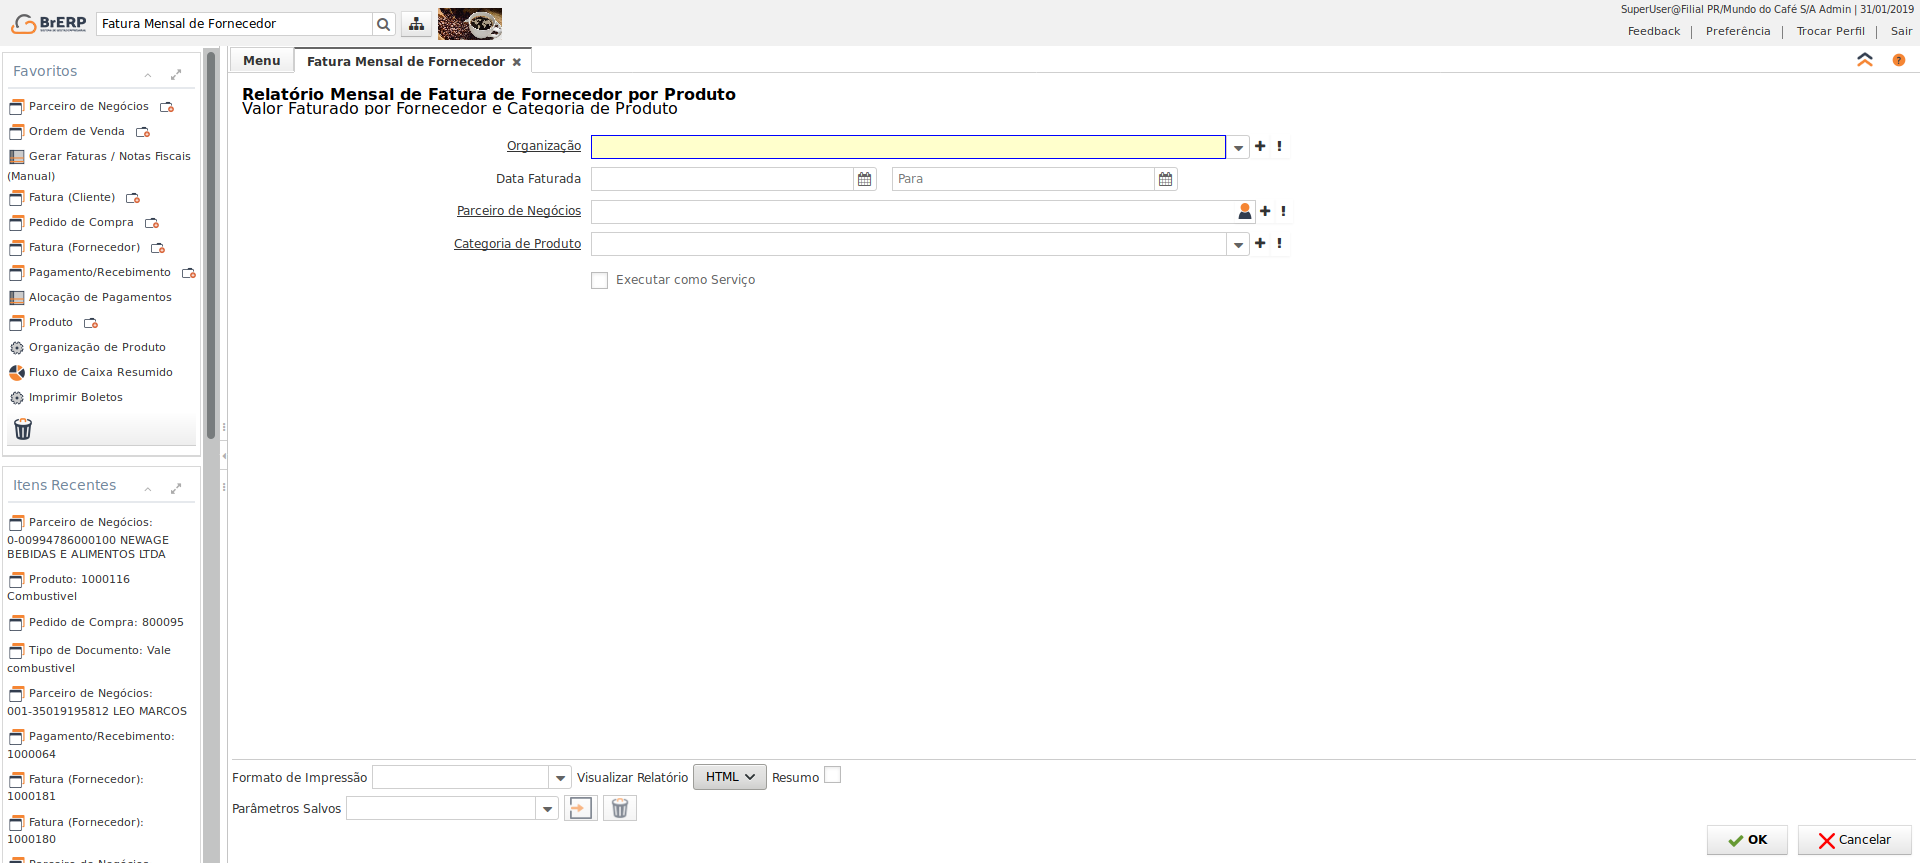 BrERP
Fatura Mensal de Fornecedor
SuperUser@Filial PR/Mundo do Café S/A Admin | 31/01/2019
Feedback | Preferência | Trocar Perfil | Sair
Favoritos
Parceiro de Negócios
Ordem de Venda
Gerar Faturas / Notas Fiscais
(Manual)
Fatura (Cliente)
Pedido de Compra
Fatura (Fornecedor)
Pagamento/Recebimento
Alocação de Pagamentos
Produto
Organização de Produto
Fluxo de Caixa Resumido
Imprimir Boletos
Itens Recentes
Parceiro de Negócios:
0-00994786000100 NEWAGE
BEBIDAS E ALIMENTOS LTDA
Produto: 1000116
Combustivel
Pedido de Compra: 800095
Tipo de Documento: Vale
combustivel
Parceiro de Negócios:
001-35019195812 LEO MARCOS
Pagamento/Recebimento:
1000064
Fatura (Fornecedor):
1000181
Fatura (Fornecedor):
1000180
Parceiro de Negócios
Menu
Fatura Mensal de Fornecedor
Relatório Mensal de Fatura de Fornecedor por Produto
Valor Faturado por Fornecedor e Categoria de Produto
Organização
Data Faturada Para
Parceiro de Negócios
Categoria de Produto
Executar como Serviço
Formato de Impressão Visualizar Relatório HTML Resumo
Parâmetros Salvos
OK Cancelar